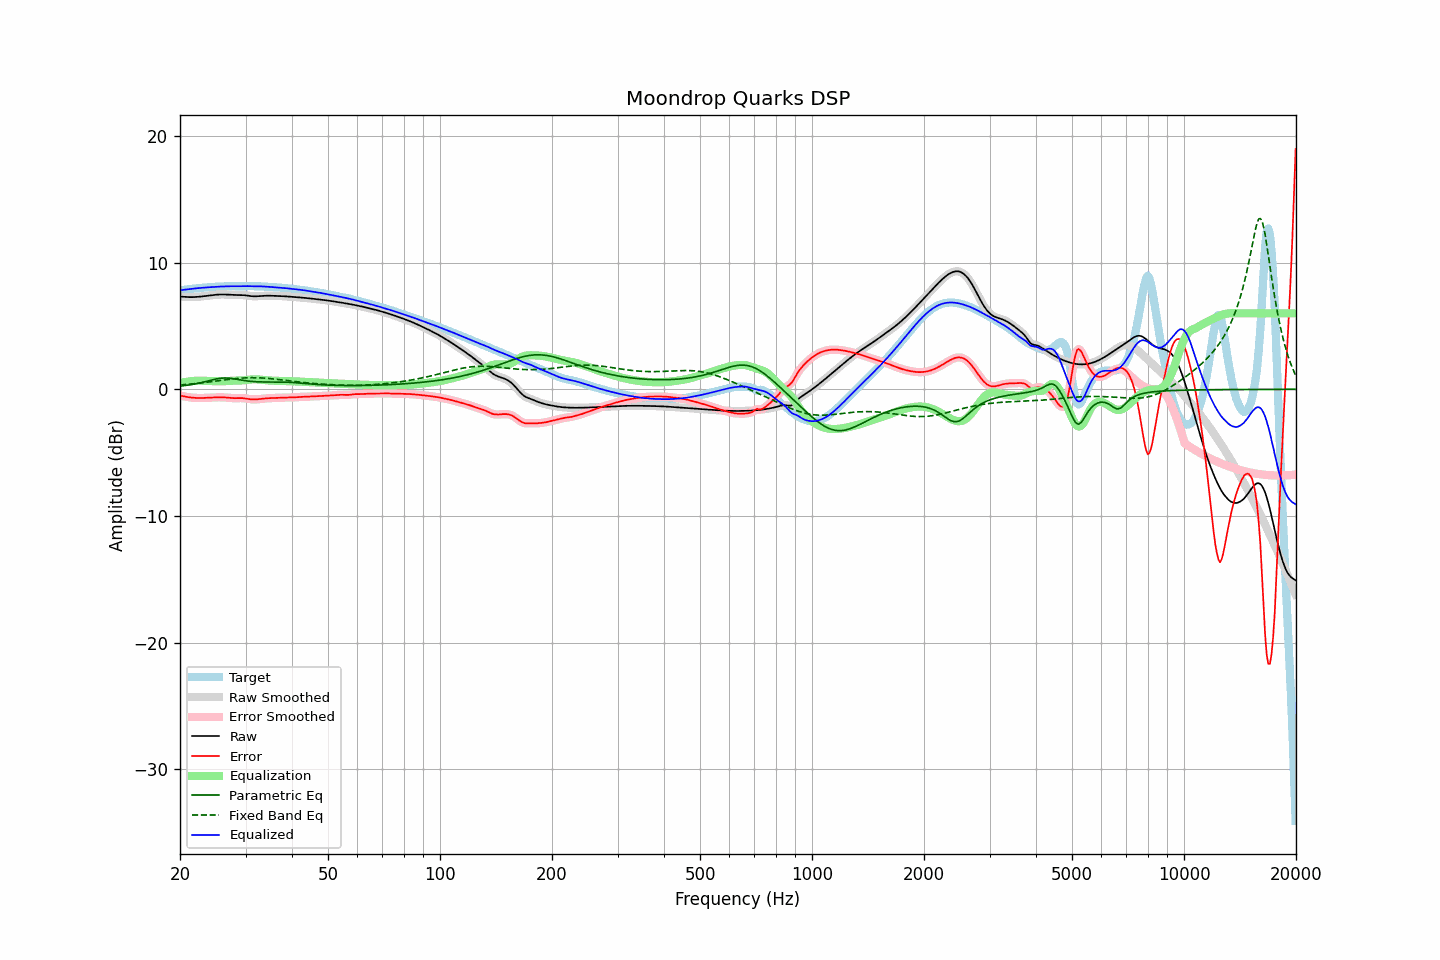 Moondrop Quarks DSP
20
10
0
−10
−20
−30
Amplitude (dBr)
Target
Raw Smoothed
Error Smoothed
Raw
Error
Equalization
Parametric Eq
Fixed Band Eq
Equalized
20 50 100 200 500 1000 2000 5000 10000 20000
Frequency (Hz)